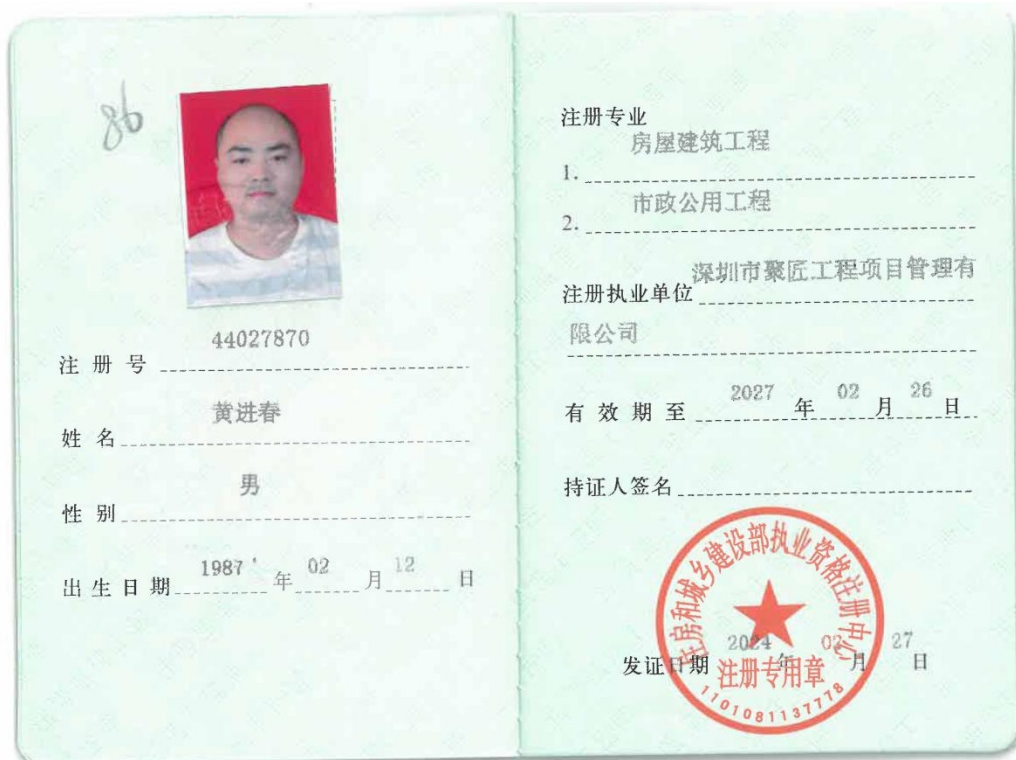 86
注册号 44027870
姓名 黄进春
性别 男
出生日期 1987 年 02 月 12 日
注册专业
1. 房屋建筑工程
2. 市政公用工程
注册执业单位 深圳市聚匠工程项目管理有
限公司
有效期至 2027 年 02 月 26 日
持证人签名
住房和城乡建设部执业资格注册中心
发证日期 2024 年 02 月 27 日
注册专用章
1101081137778